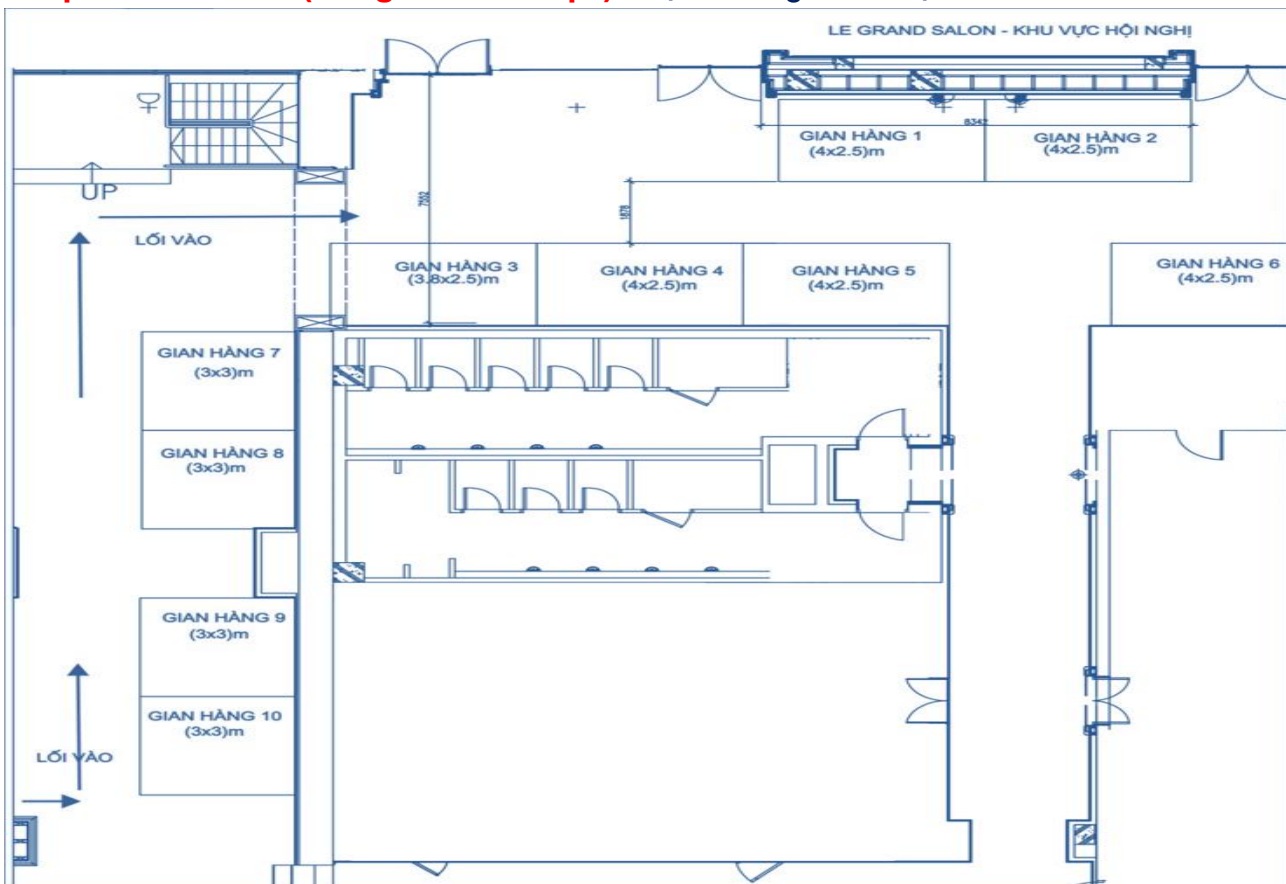 LE GRAND SALON - KHU VỰC HỘI NGHỊ
8342
GIAN HÀNG 1
(4x2.5)m
GIAN HÀNG 2
(4x2.5)m
UP
7552
1878
LỐI VÀO
GIAN HÀNG 3
(3.8x2.5)m
GIAN HÀNG 4
(4x2.5)m
GIAN HÀNG 5
(4x2.5)m
GIAN HÀNG 6
(4x2.5)m
GIAN HÀNG 7
(3x3)m
GIAN HÀNG 8
(3x3)m
GIAN HÀNG 9
(3x3)m
GIAN HÀNG 10
(3x3)m
LỐI VÀO